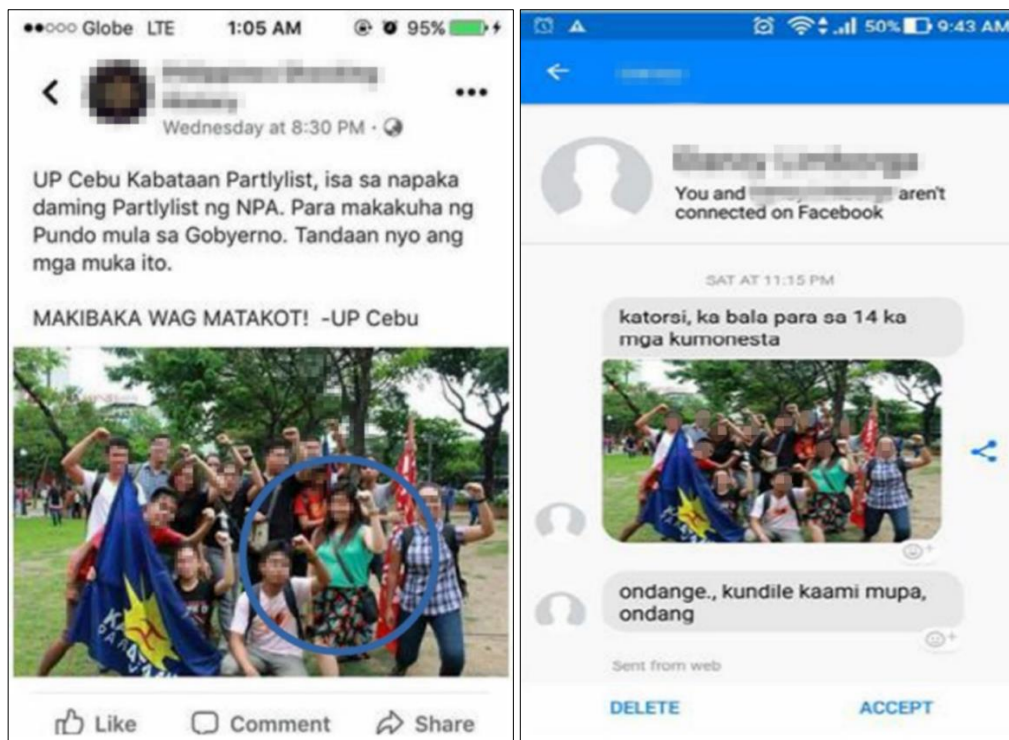 Globe LTE 1:05 AM 95%
Wednesday at 8:30 PM
UP Cebu Kabataan Partlylist, isa sa napaka
daming Partlylist ng NPA. Para makakuha ng
Pundo mula sa Gobyerno. Tandaan nyo ang
mga muka ito.
MAKIBAKA WAG MATAKOT! -UP Cebu
Like Comment Share
50% 9:43 AM
You and aren't
connected on Facebook
SAT AT 11:15 PM
katorsi, ka bala para sa 14 ka
mga kumonesta
ondange., kundile kaami mupa,
ondang
Sent from web
DELETE ACCEPT